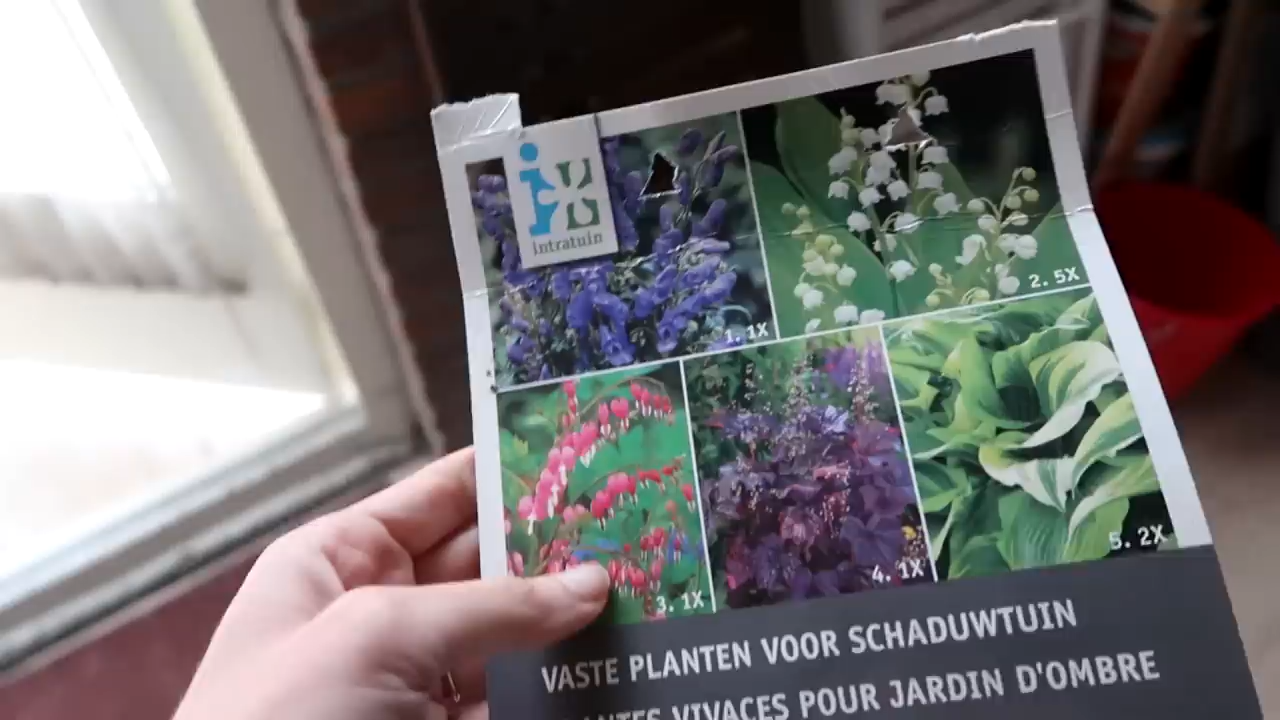 intratuin
1. 1X
2. 5X
3. 1X
4. 1X
5. 2X
VASTE PLANTEN VOOR SCHADUWTUIN
VIVACES POUR JARDIN D'OMBRE